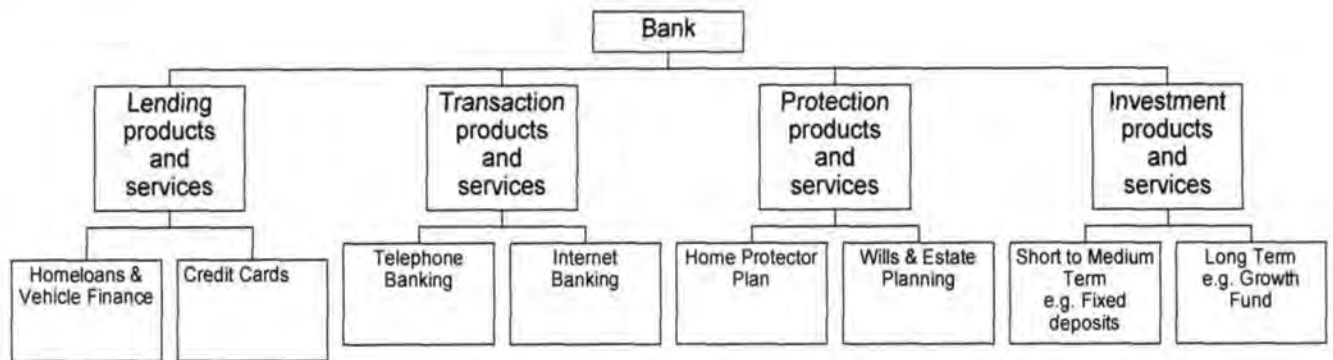 Bank
Lending
products
and
services
Transaction
products
and
services
Protection
products
and
services
Investment
products
and
services
Homeloans &
Vehicle Finance
Credit Cards
Telephone
Banking
Internet
Banking
Home Protector
Plan
Wills & Estate
Planning
Short to Medium
Term
e.g. Fixed
deposits
Long Term
e.g. Growth
Fund